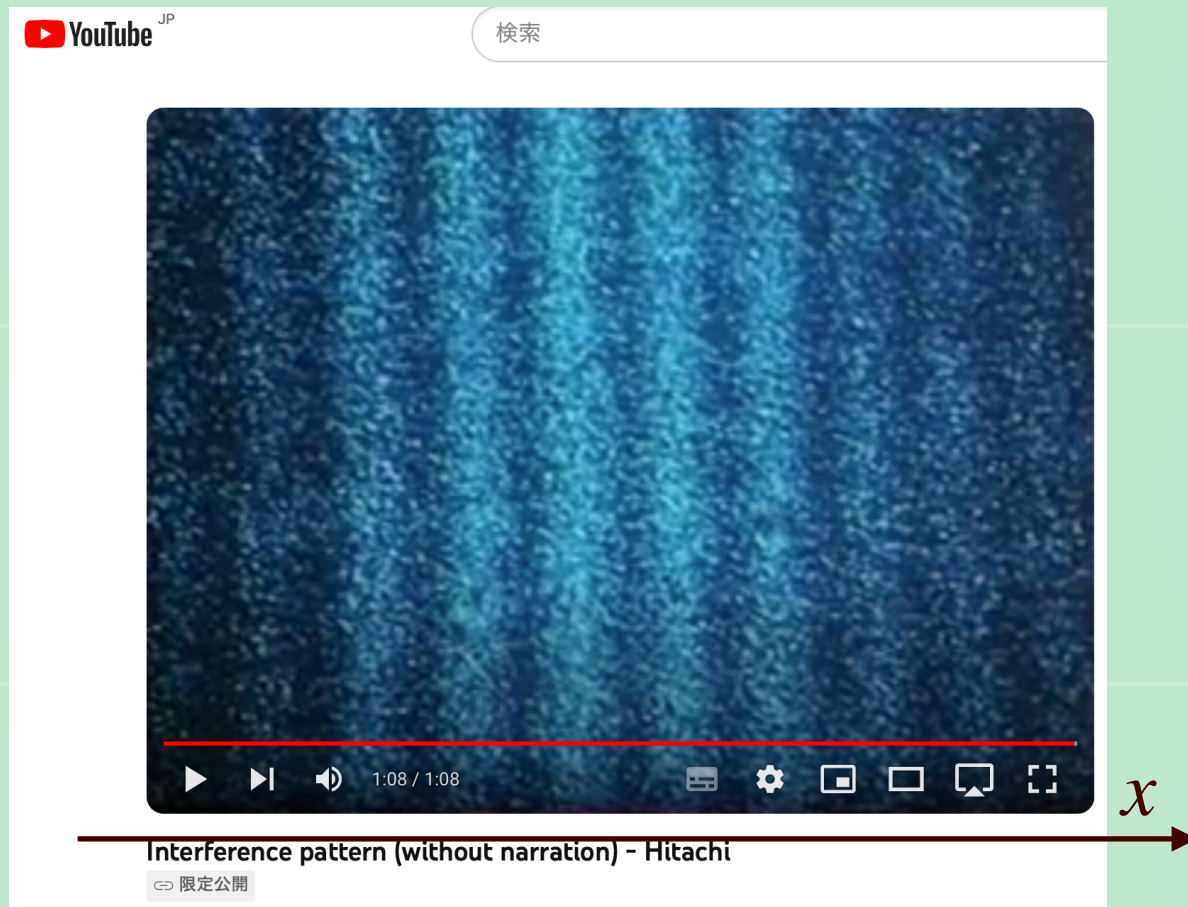 YouTube JP
検索
1:08 / 1:08
x
Interference pattern (without narration) - Hitachi
限定公開